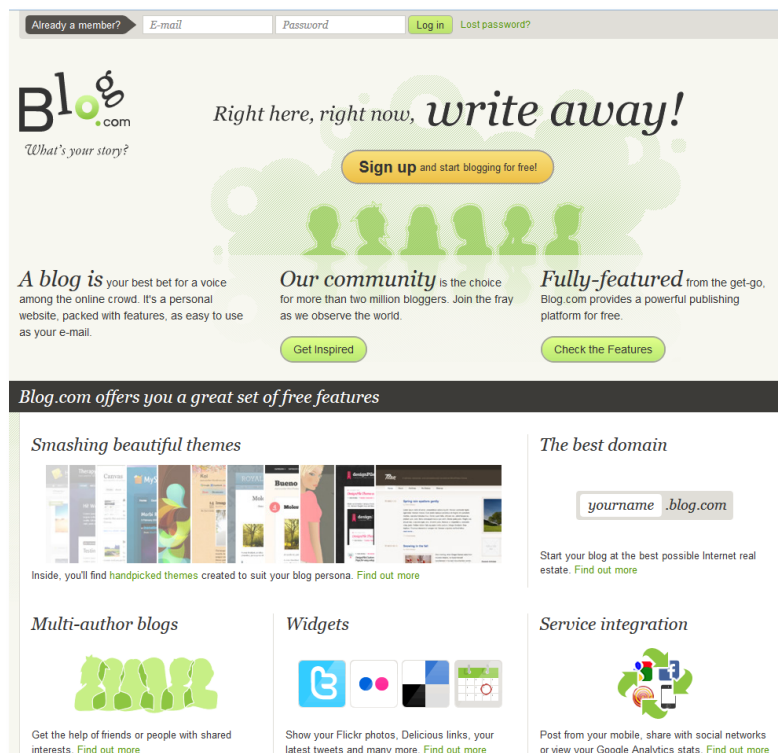 Already a member? E-mail Password Log in Lost password?
Blog
.com
What's your story?
Right here, right now, write away!
Sign up and start blogging for free!
A blog is your best bet for a voice
among the online crowd. It's a personal
website, packed with features, as easy to use
as your e-mail.
Our community is the choice
for more than two million bloggers. Join the fray
as we observe the world.
Get Inspired
Fully-featured from the get-go,
Blog.com provides a powerful publishing
platform for free.
Check the Features
Blog.com offers you a great set of free features
Smashing beautiful themes
Canvas
Bueno
Inside, you'll find handpicked themes created to suit your blog persona. Find out more
The best domain
yourname .blog.com
Start your blog at the best possible Internet real
estate. Find out more
Multi-author blogs
Get the help of friends or people with shared
interests. Find out more
Widgets
Show your Flickr photos, Delicious links, your
latest tweets and many more. Find out more
Service integration
Post from your mobile, share with social networks
or view your Google Analytics stats. Find out more